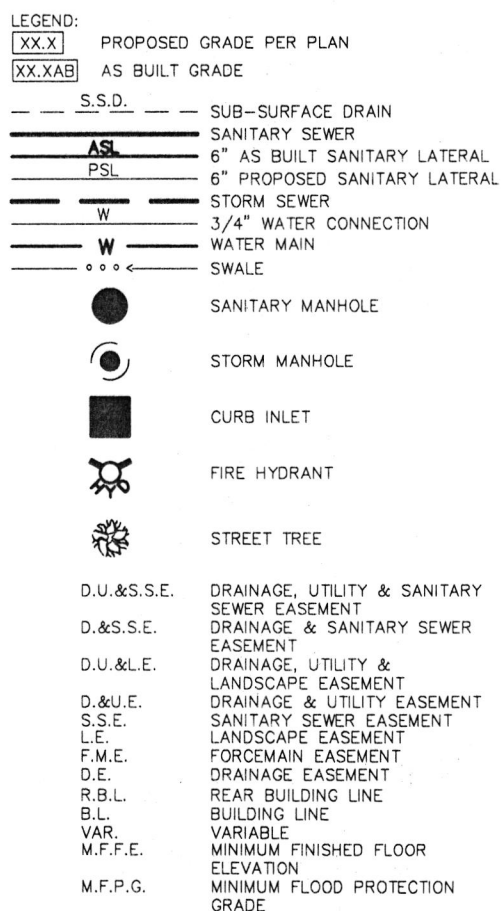 LEGEND:
XX.X PROPOSED GRADE PER PLAN
XX.XAB AS BUILT GRADE
S.S.D. SUB-SURFACE DRAIN
SANITARY SEWER
ASL 6" AS BUILT SANITARY LATERAL
PSL 6" PROPOSED SANITARY LATERAL
STORM SEWER
W 3/4" WATER CONNECTION
W WATER MAIN
SWALE
SANITARY MANHOLE
STORM MANHOLE
CURB INLET
FIRE HYDRANT
HYD
STREET TREE
D.U.&S.S.E. DRAINAGE, UTILITY & SANITARY
SEWER EASEMENT
D.&S.S.E. DRAINAGE & SANITARY SEWER
EASEMENT
D.U.&L.E. DRAINAGE, UTILITY &
LANDSCAPE EASEMENT
D.&U.E. DRAINAGE & UTILITY EASEMENT
S.S.E. SANITARY SEWER EASEMENT
L.E. LANDSCAPE EASEMENT
F.M.E. FORCEMAIN EASEMENT
D.E. DRAINAGE EASEMENT
R.B.L. REAR BUILDING LINE
B.L. BUILDING LINE
VAR. VARIABLE
M.F.F.E. MINIMUM FINISHED FLOOR
ELEVATION
M.F.P.G. MINIMUM FLOOD PROTECTION
GRADE